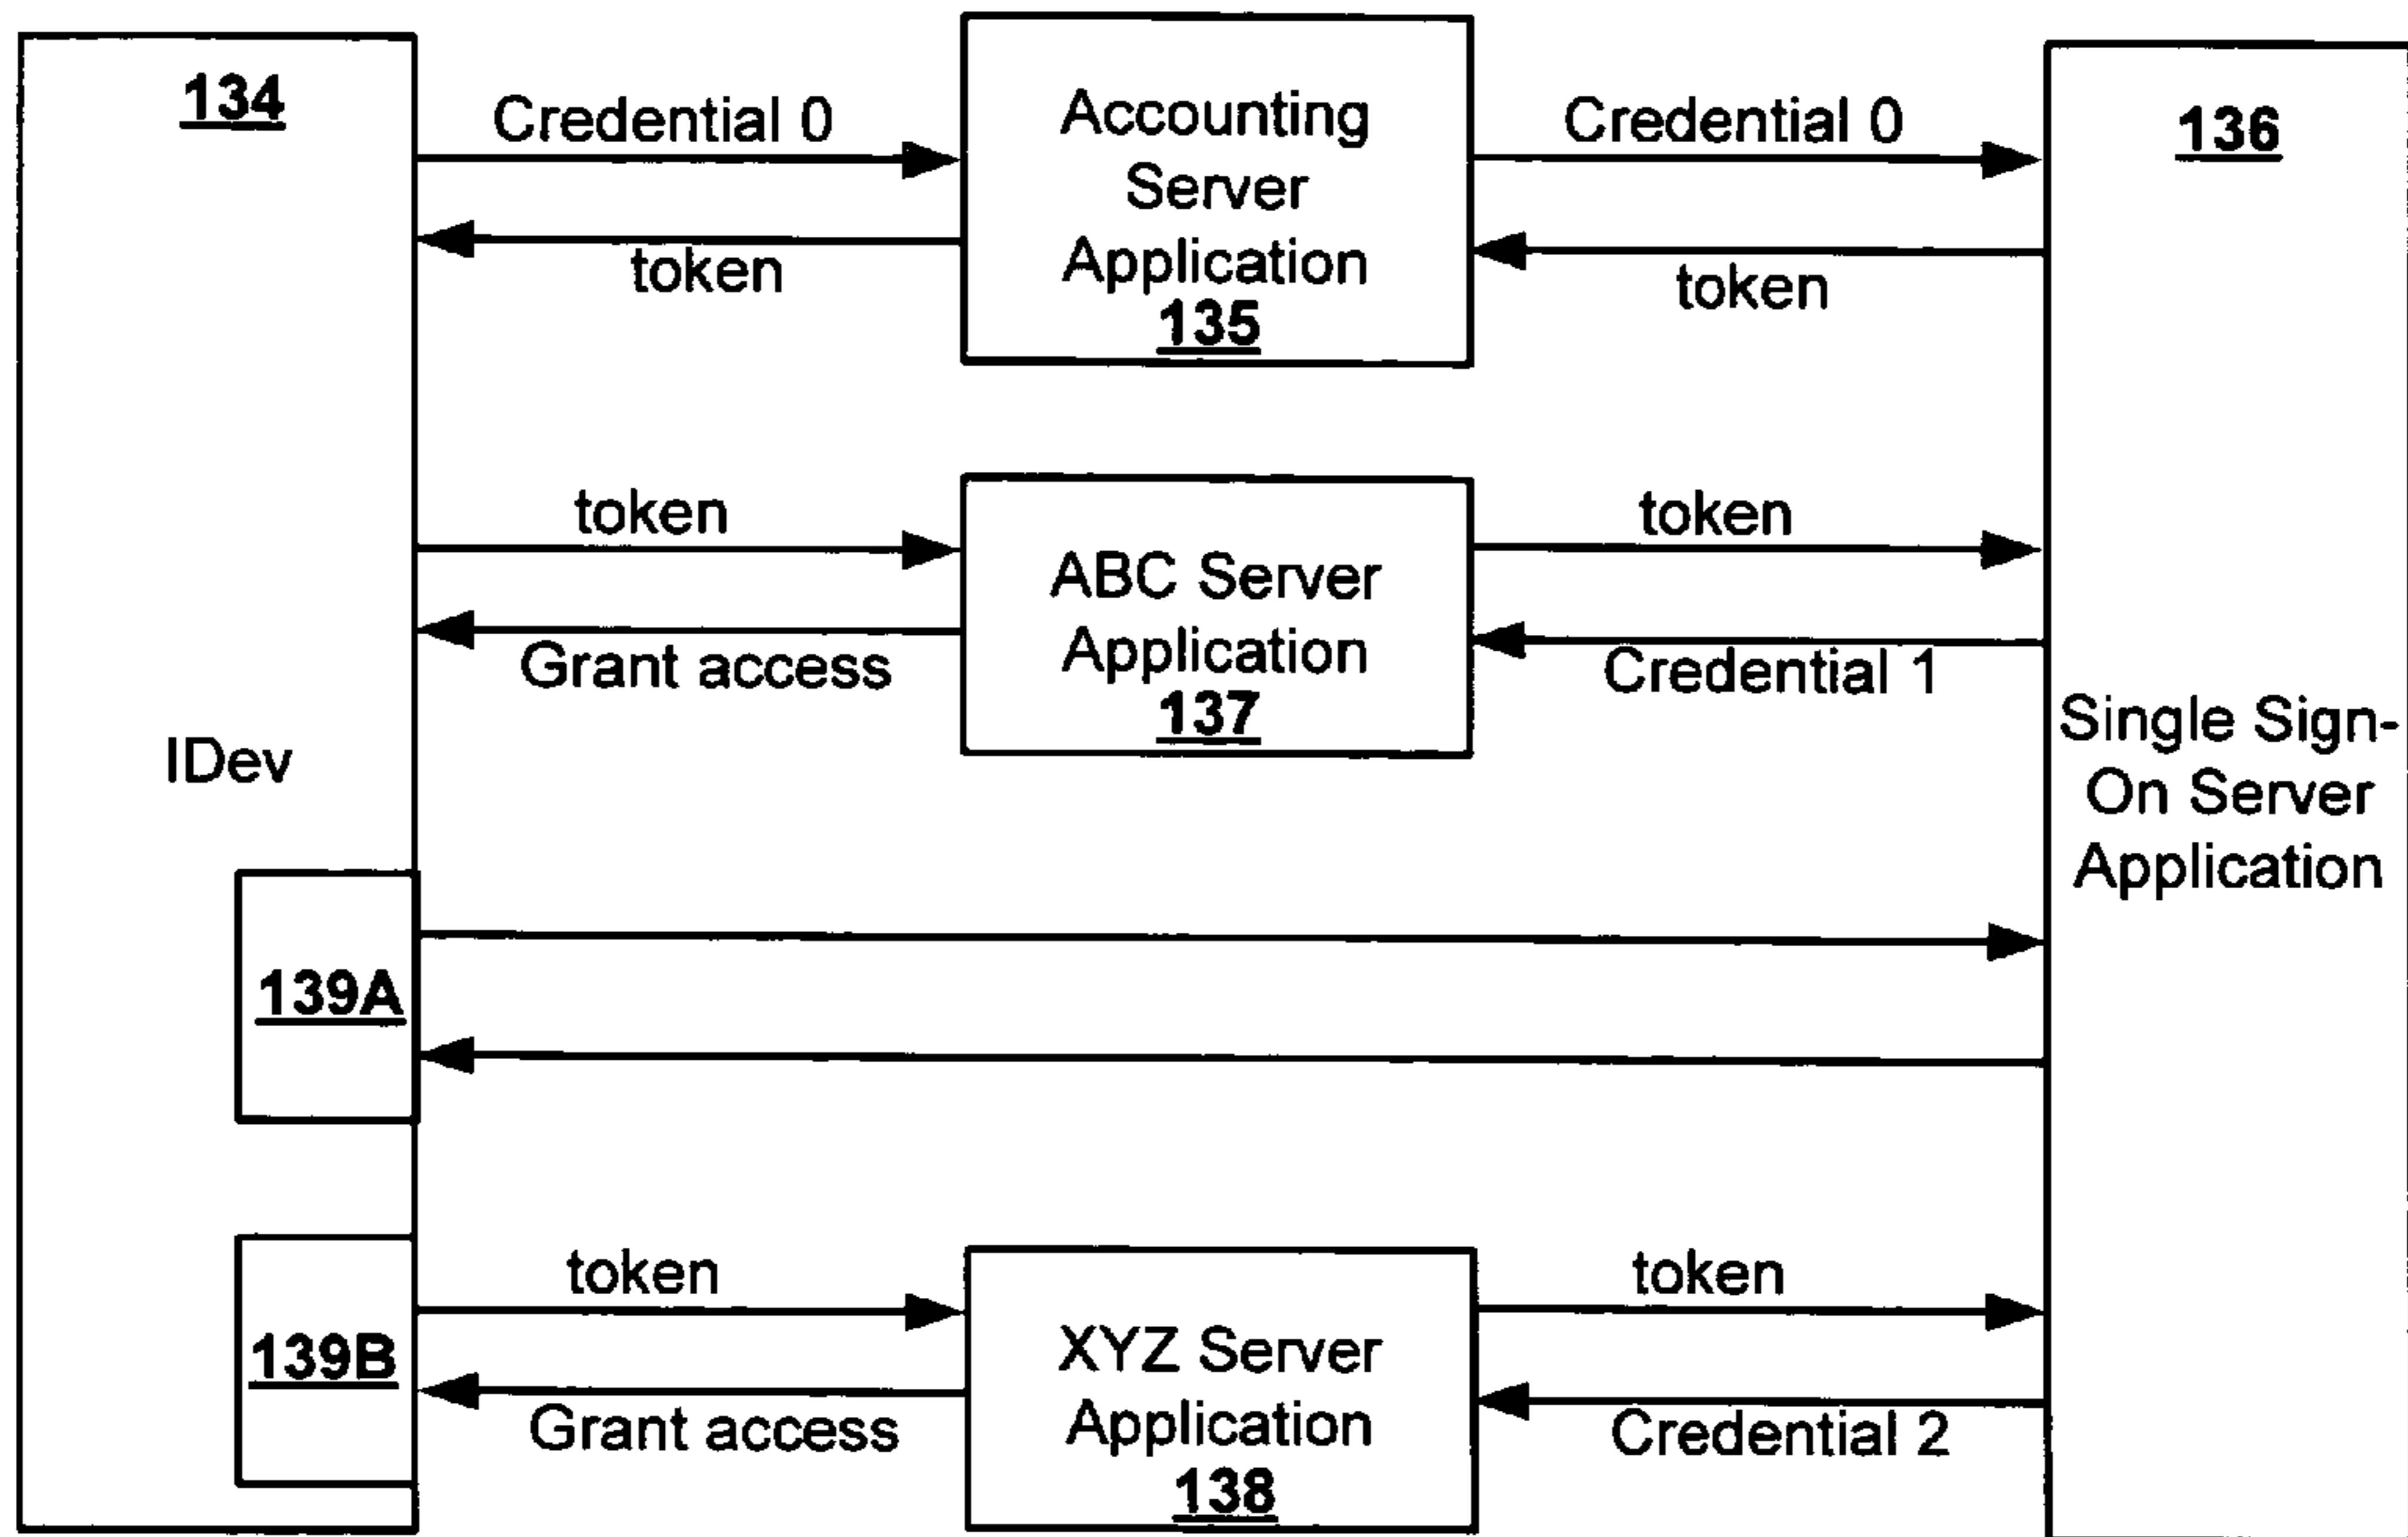 134
IDev
139A
139B
Credential 0
token
Accounting
Server
Application
135
Credential 0
token
token
Grant access
ABC Server
Application
137
token
Credential 1
token
Grant access
XYZ Server
Application
138
token
Credential 2
136
Single Sign-
On Server
Application